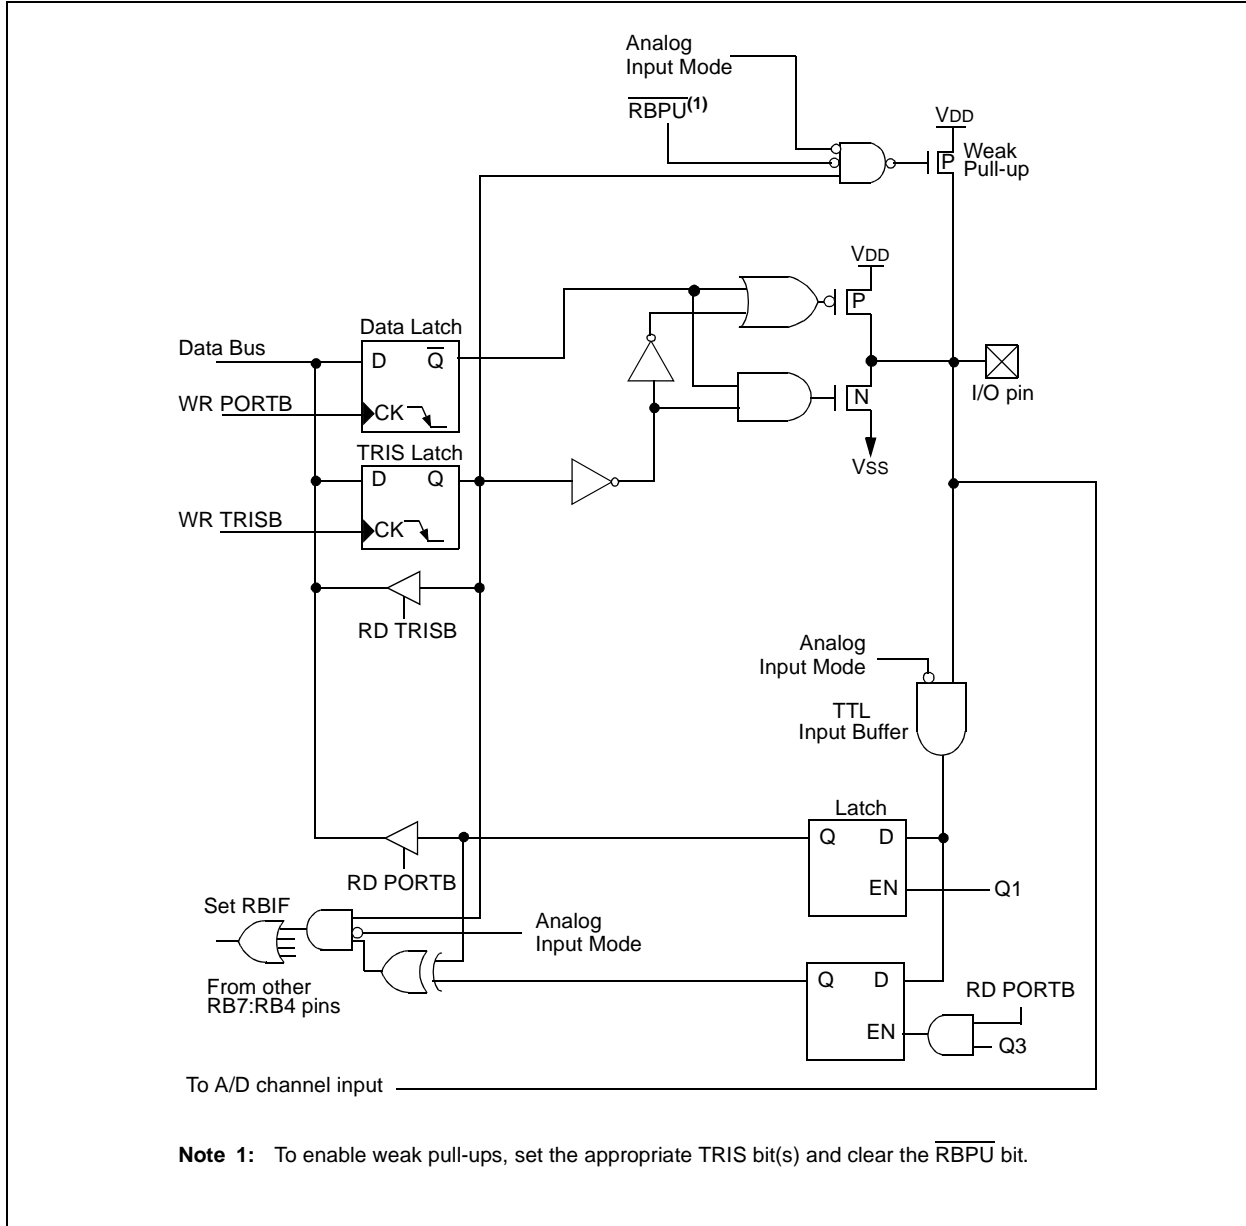 Analog
Input Mode
RBPU(1)
VDD
P
Weak
Pull-up
VDD
P
Data Latch
Data Bus
D
Q
I/O pin
WR PORTB
CK
N
TRIS Latch
VSS
D
Q
WR TRISB
CK
RD TRISB
Analog
Input Mode
TTL
Input Buffer
Latch
Q
D
RD PORTB
EN
Q1
Set RBIF
Analog
Input Mode
From other
RB7:RB4 pins
Q
D
RD PORTB
EN
Q3
To A/D channel input
Note 1: To enable weak pull-ups, set the appropriate TRIS bit(s) and clear the RBPU bit.